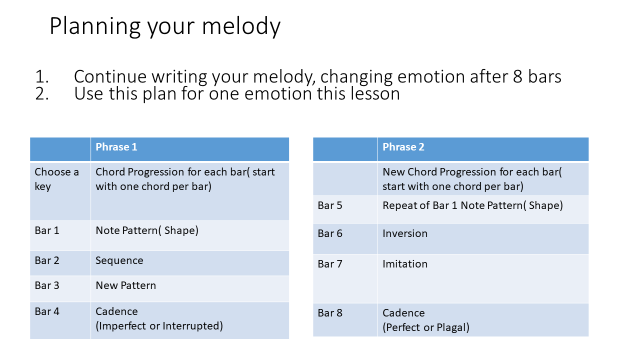 Planning your melody
1. Continue writing your melody, changing emotion after 8 bars
2. Use this plan for one emotion this lesson
Phrase 1
Choose a
key
Chord Progression for each bar( start
with one chord per bar)
Bar 1 Note Pattern( Shape)
Bar 2 Sequence
Bar 3 New Pattern
Bar 4 Cadence
(Imperfect or Interrupted)
Phrase 2
New Chord Progression for each bar(
start with one chord per bar)
Bar 5 Repeat of Bar 1 Note Pattern( Shape)
Bar 6 Inversion
Bar 7 Imitation
Bar 8 Cadence
(Perfect or Plagal)